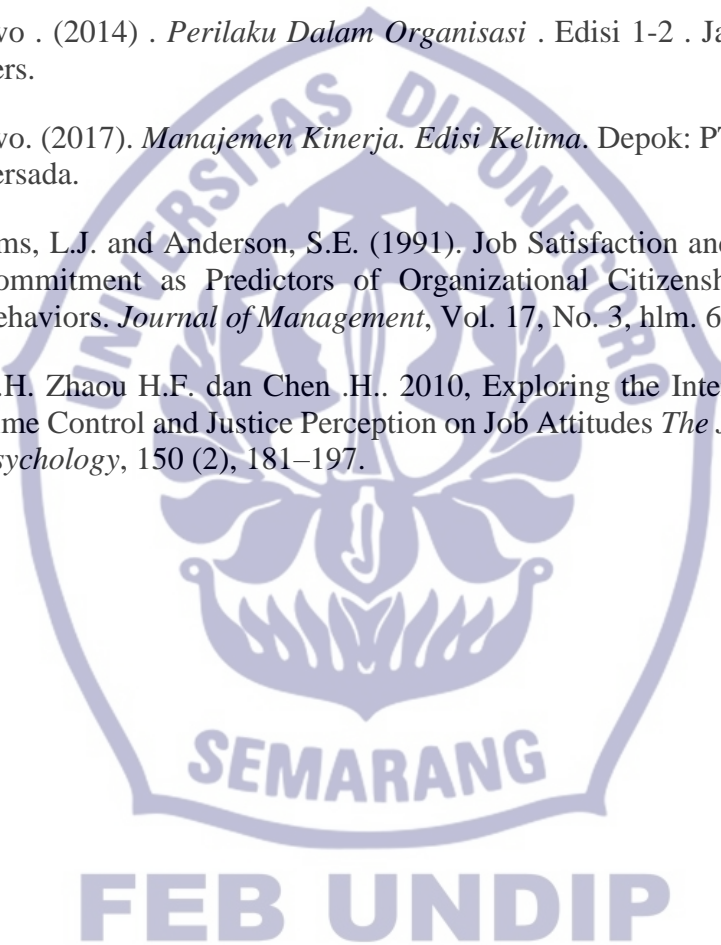 wo . (2014) . Perilaku Dalam Organisasi . Edisi 1-2 . Ja
ers.
wo. (2017). Manajemen Kinerja. Edisi Kelima. Depok: PT
ersada.
ms, L.J. and Anderson, S.E. (1991). Job Satisfaction and
ommitment as Predictors of Organizational Citizensh
ehaviors. Journal of Management, Vol. 17, No. 3, hlm. 6
.H. Zhaou H.F. dan Chen .H.. 2010, Exploring the Inte
ime Control and Justice Perception on Job Attitudes The J
sychology, 150 (2), 181–197.
UNIVERSITAS DIPONEGORO
SEMARANG
FEB UNDIP